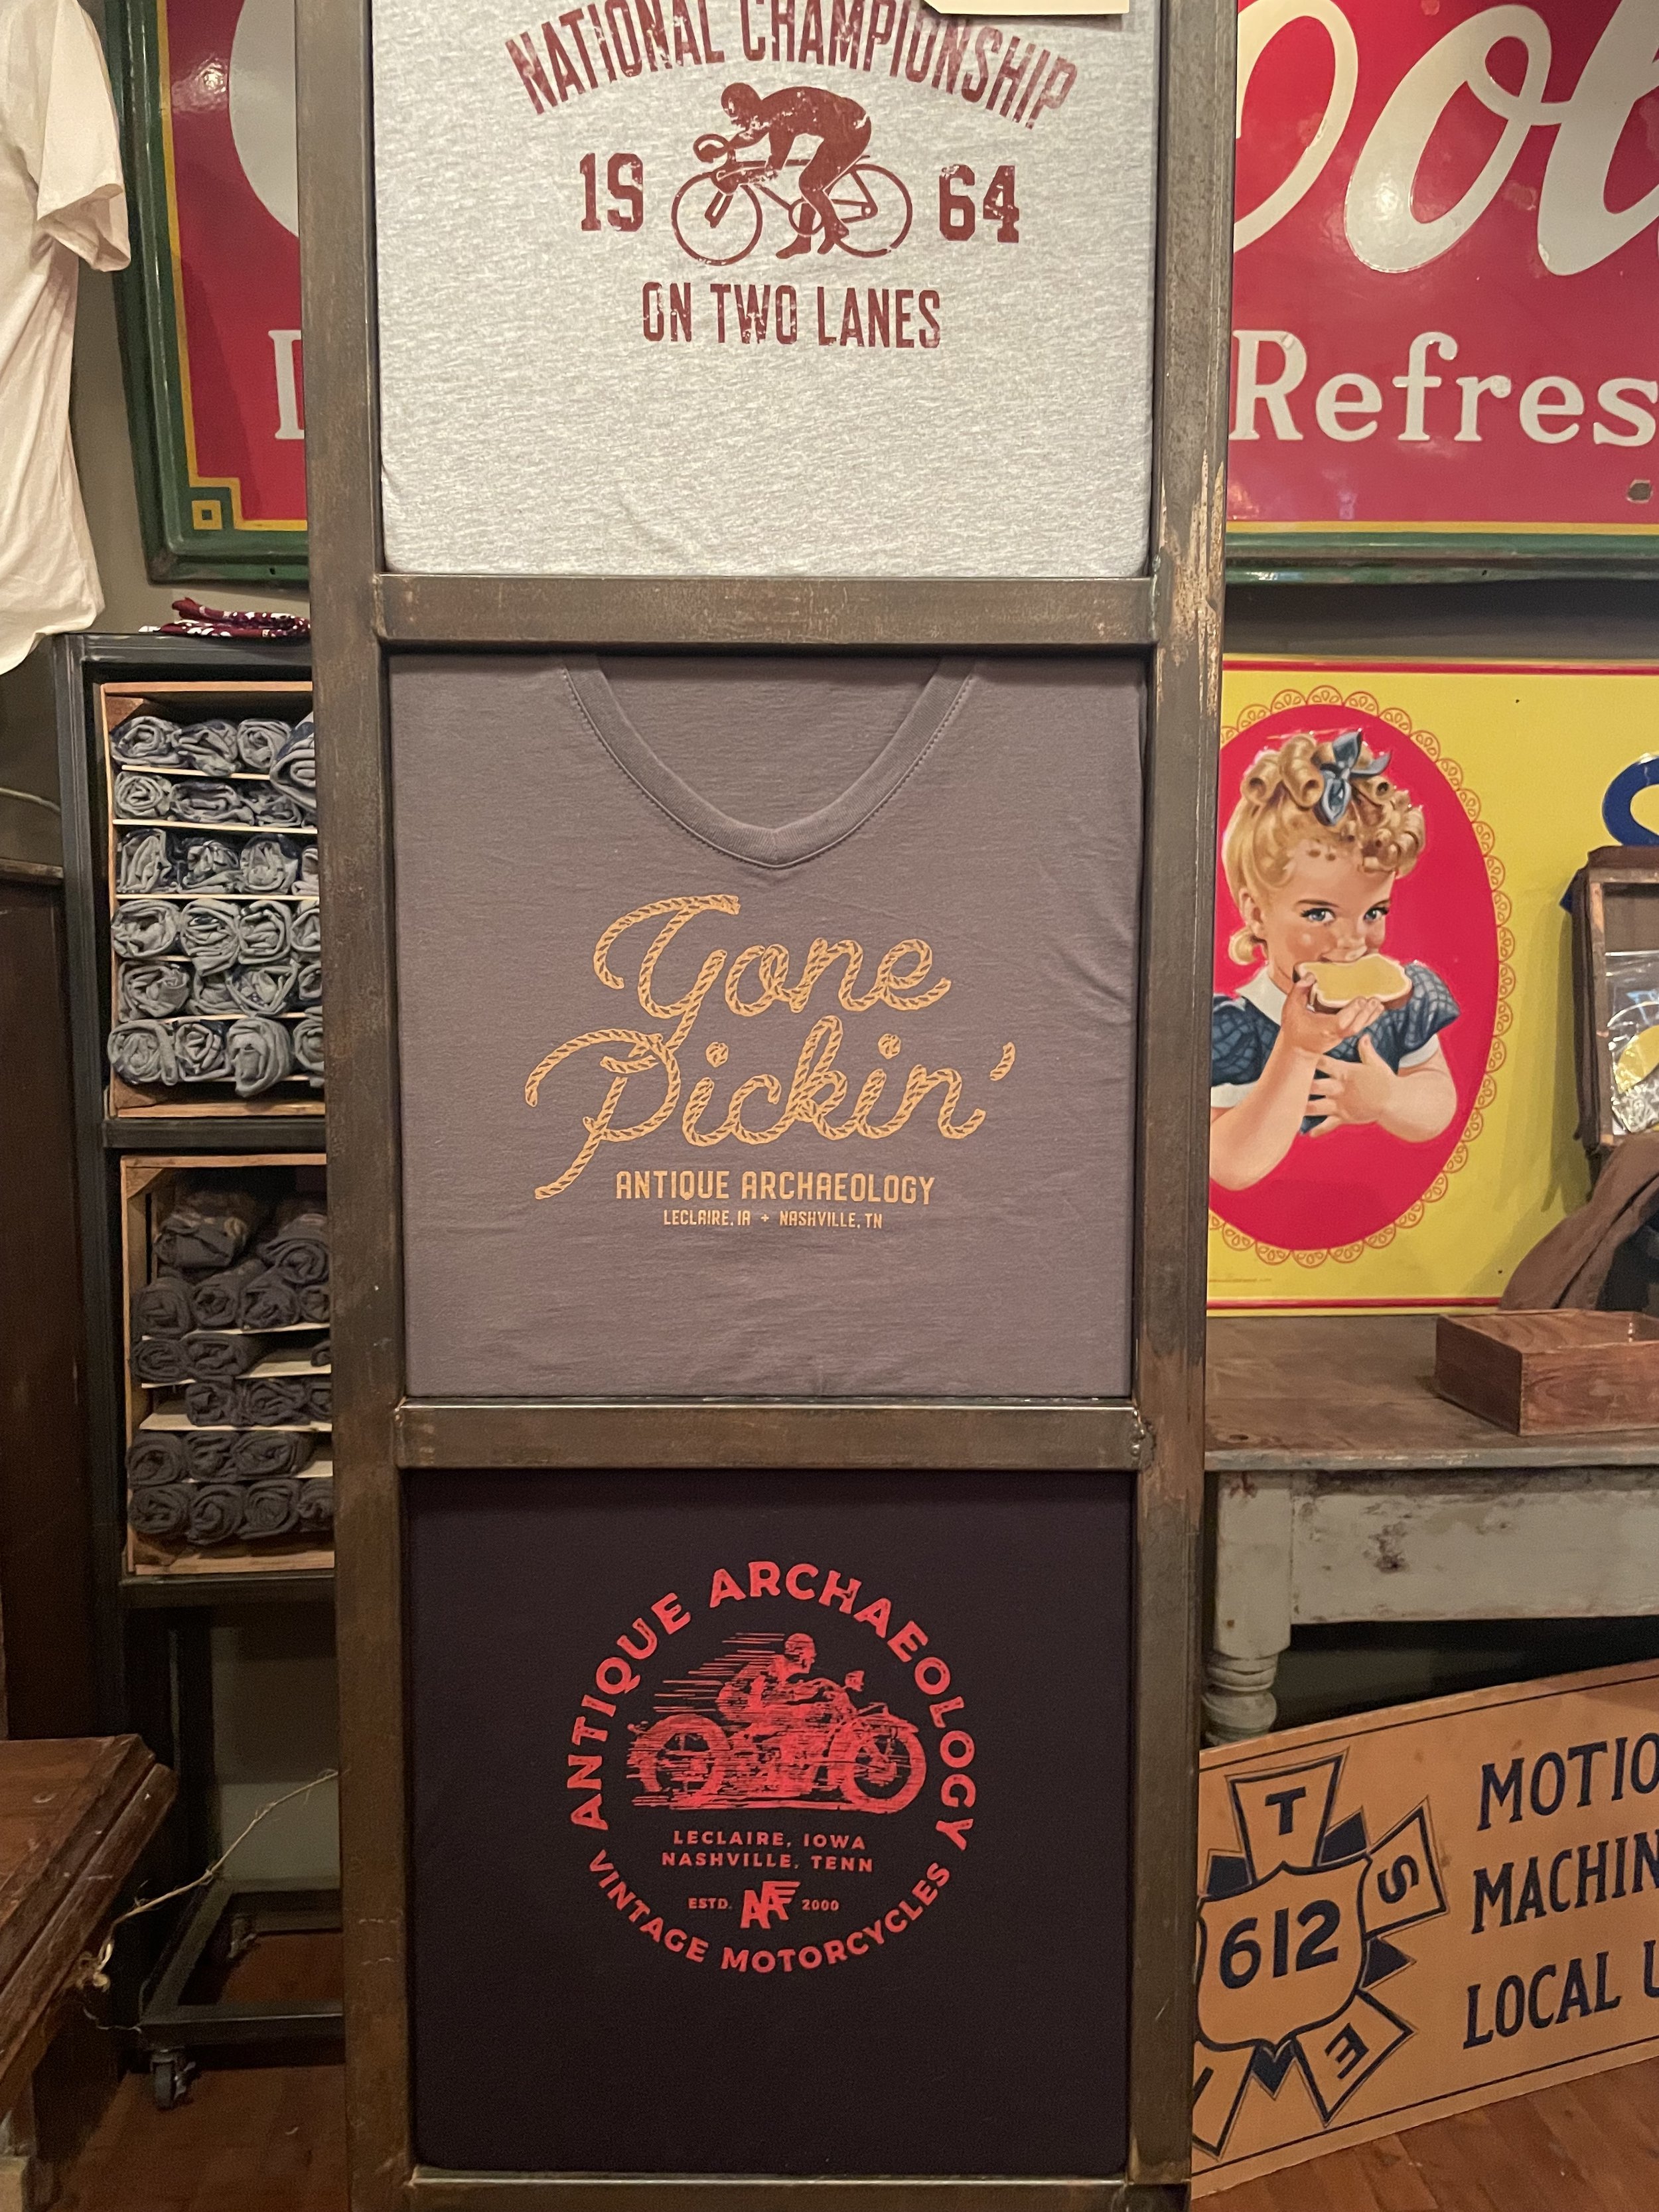 NATIONAL CHAMPIONSHIP
19 64
ON TWO LANES
Refres
Gone
Pickin'
ANTIQUE ARCHAEOLOGY
LECLAIRE, IA + NASHVILLE, TN
ANTIQUE ARCHAEOLOGY
LECLAIRE, IOWA
NASHVILLE, TENN
ESTD. AA 2000
VINTAGE MOTORCYCLES
T
S
E
612
MOTIO
MACHIN
LOCAL U